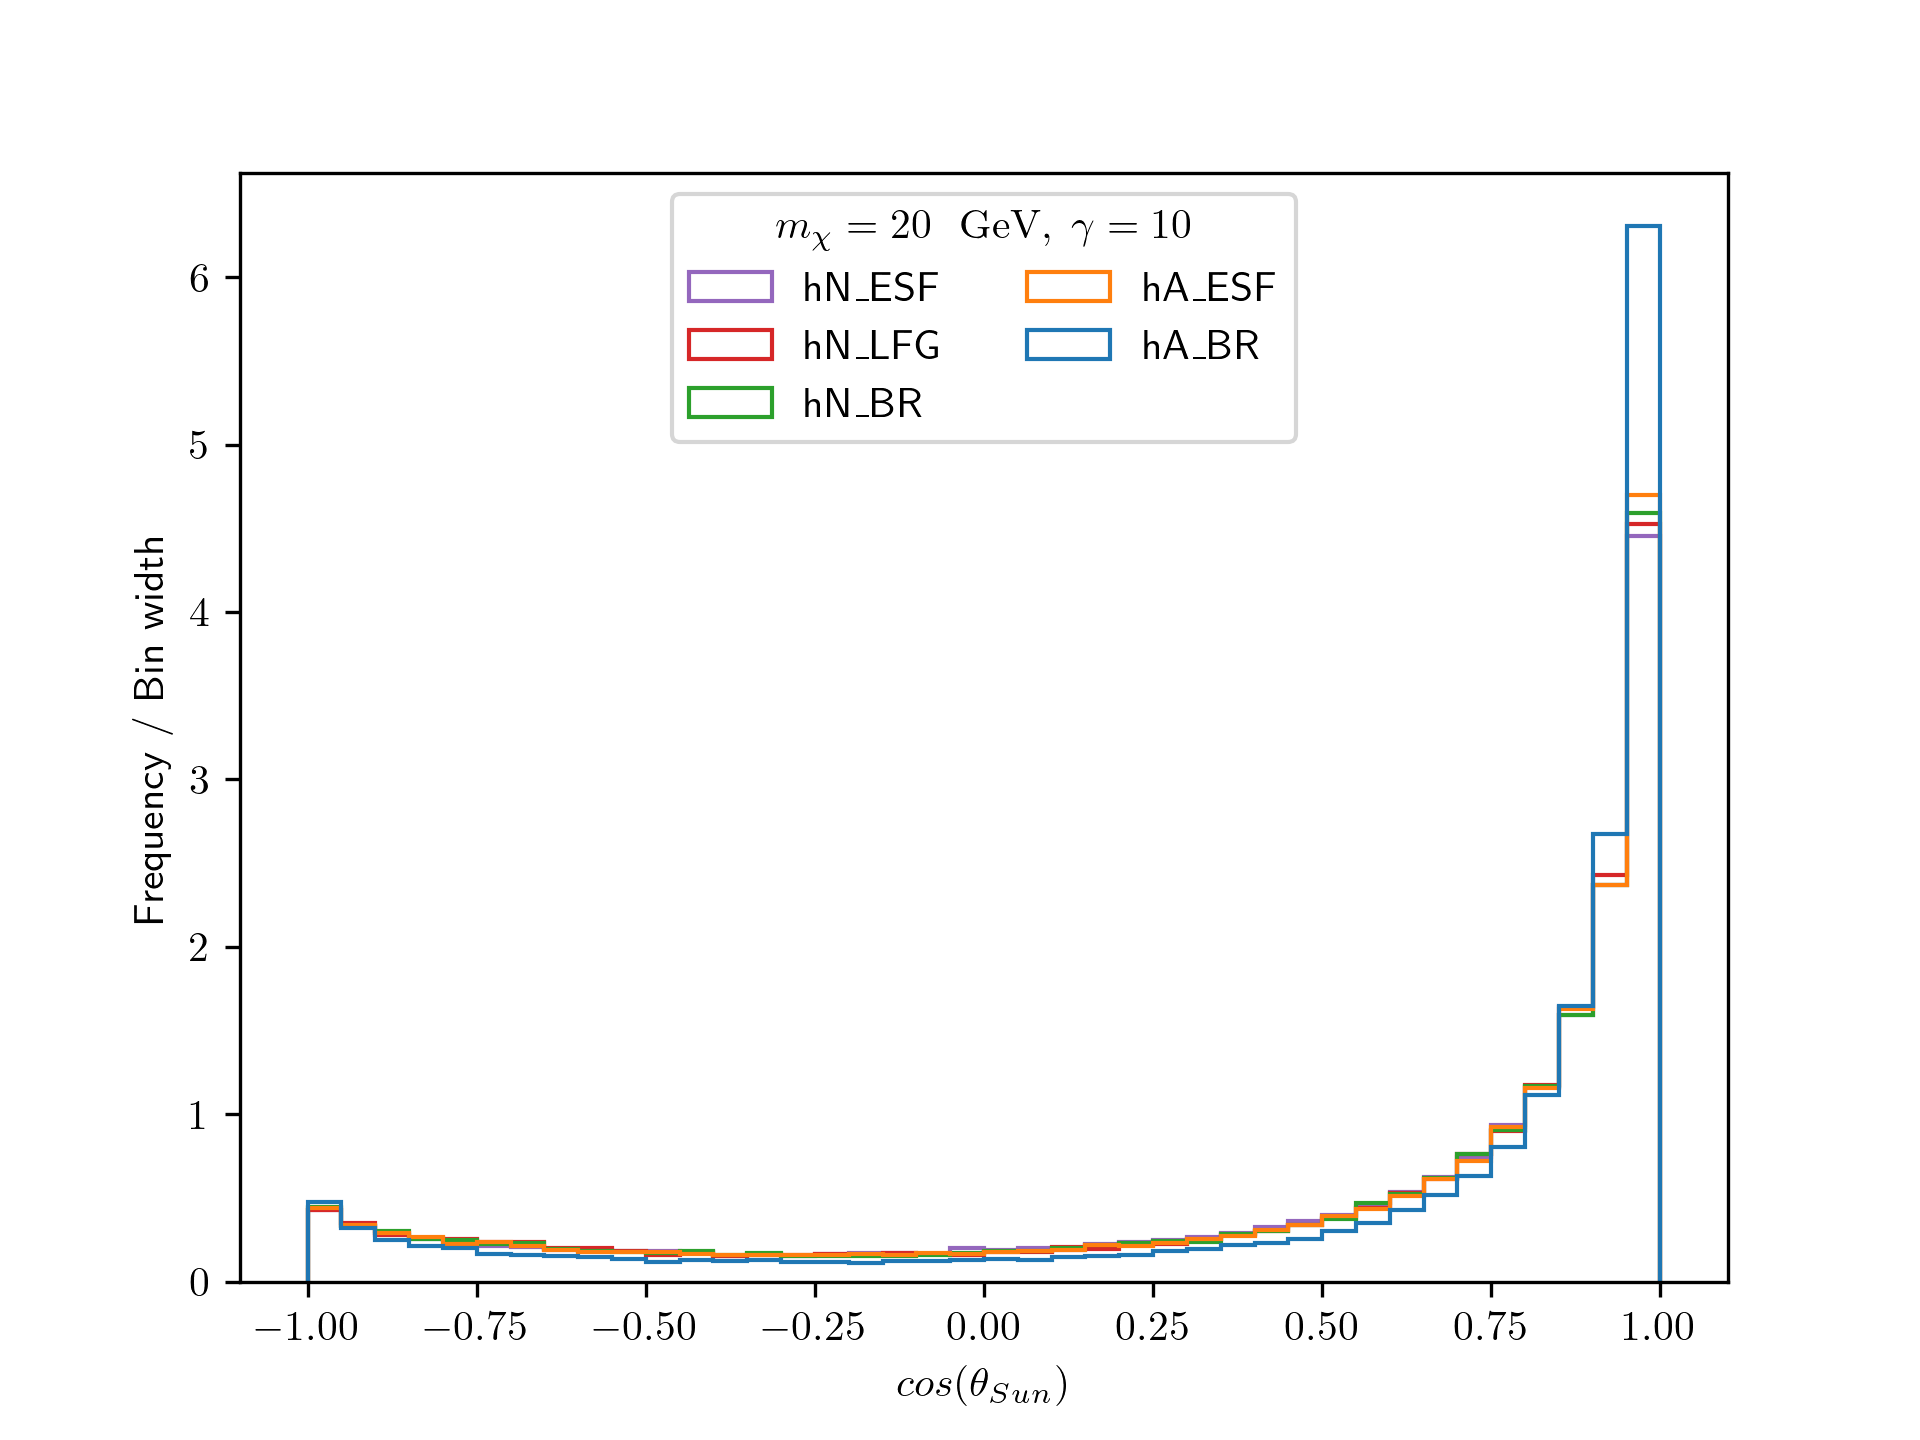 m_χ = 20 GeV, γ = 10
hN_ESF
hN_LFG
hN_BR
hA_ESF
hA_BR
Frequency / Bin width
6
5
4
3
2
1
0
−1.00 −0.75 −0.50 −0.25 0.00 0.25 0.50 0.75 1.00
cos(θ_Sun)